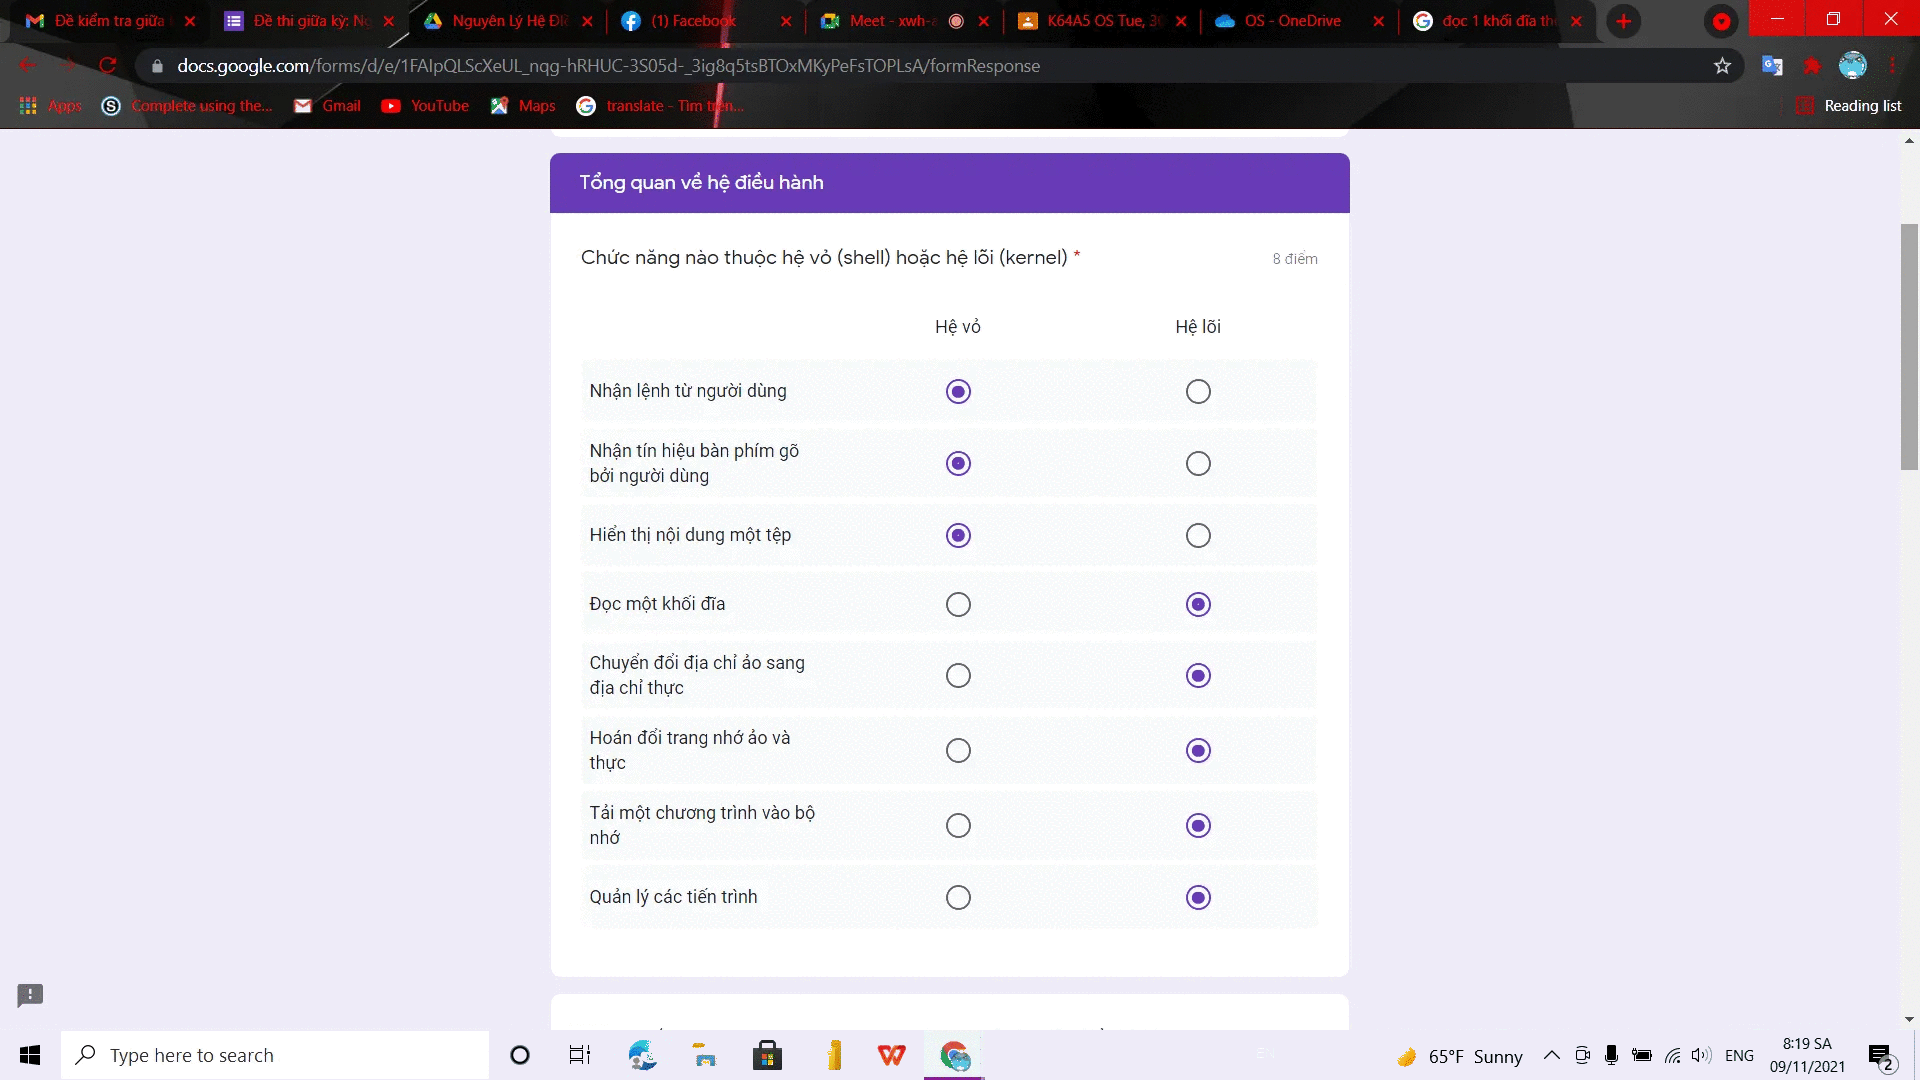 Đề kiểm tra giữa
Đề thi giữa kỳ: Ng
Nguyên Lý Hệ Điề
(1) Facebook
Meet - xwh-a
K64A5 OS Tue, 30
OS - OneDrive
đọc 1 khối đĩa th
docs.google.com/forms/d/e/1FAIpQLScXeUL_nqg-hRHUC-3S05d-_3ig8q5tsBTOxMKyPeFsTOPLsA/formResponse
Apps
Complete using the...
Gmail
YouTube
Maps
translate - Tìm trên...
Reading list
Tổng quan về hệ điều hành
Chức năng nào thuộc hệ vỏ (shell) hoặc hệ lõi (kernel) *
8 điểm
Hệ vỏ
Hệ lõi
Nhận lệnh từ người dùng
Nhận tín hiệu bàn phím gõ
bởi người dùng
Hiển thị nội dung một tệp
Đọc một khối đĩa
Chuyển đổi địa chỉ ảo sang
địa chỉ thực
Hoán đổi trang nhớ ảo và
thực
Tải một chương trình vào bộ
nhớ
Quản lý các tiến trình
Type here to search
65°F Sunny
ENG
8:19 SA
09/11/2021
2